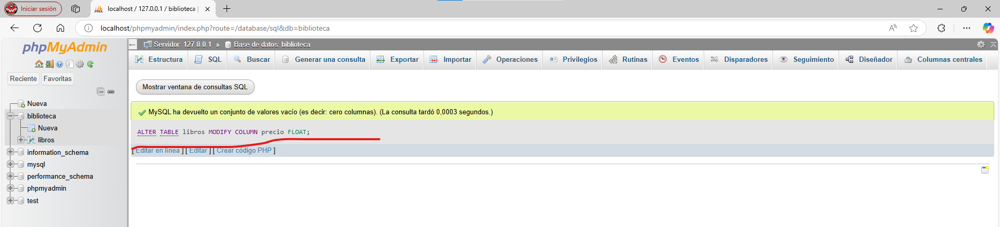 Iniciar sesión
localhost / 127.0.0.1 / biblioteca |
localhost/phpmyadmin/index.php?route=/database/sql&db=biblioteca
phpMyAdmin
Reciente Favoritas
Nueva
biblioteca
Nueva
libros
information_schema
mysql
performance_schema
phpmyadmin
test
Servidor: 127.0.0.1 » Base de datos: biblioteca
Estructura SQL Buscar Generar una consulta Exportar Importar Operaciones Privilegios Rutinas Eventos Disparadores Seguimiento Diseñador Columnas centrales
Mostrar ventana de consultas SQL
MySQL ha devuelto un conjunto de valores vacío (es decir: cero columnas). (La consulta tardó 0,0003 segundos.)
ALTER TABLE libros MODIFY COLUMN precio FLOAT;
[ Editar en línea ] [ Editar ] [ Crear código PHP ]